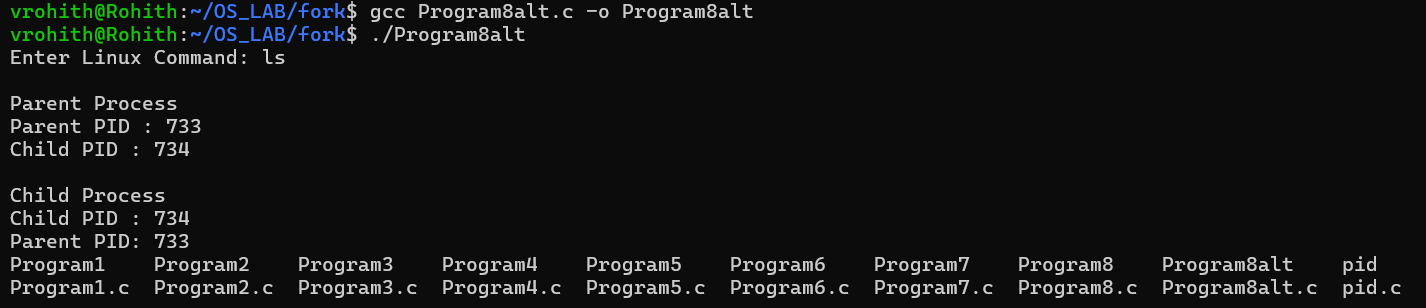 vrohith@Rohith:~/OS_LAB/fork$ gcc Program8alt.c -o Program8alt
vrohith@Rohith:~/OS_LAB/fork$ ./Program8alt
Enter Linux Command: ls

Parent Process
Parent PID : 733
Child PID : 734

Child Process
Child PID : 734
Parent PID: 733
Program1    Program2    Program3    Program4    Program5    Program6    Program7    Program8    Program8alt    pid
Program1.c  Program2.c  Program3.c  Program4.c  Program5.c  Program6.c  Program7.c  Program8.c  Program8alt.c  pid.c